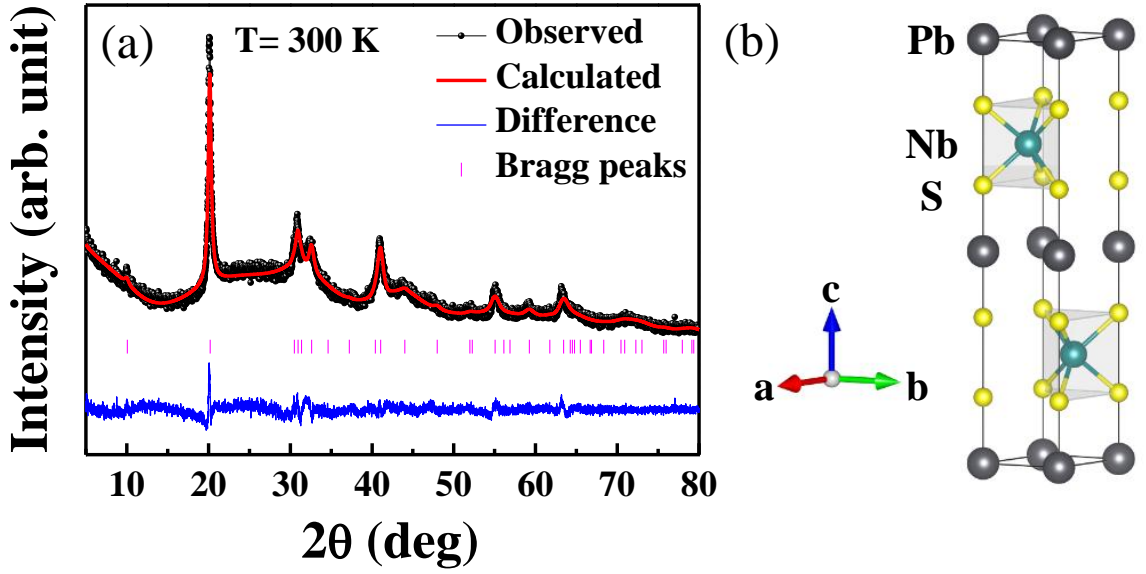 (a)
T= 300 K
Observed
Calculated
Difference
Bragg peaks
Intensity (arb. unit)
10 20 30 40 50 60 70 80
2θ (deg)
(b)
Pb
Nb
S
c
a
b